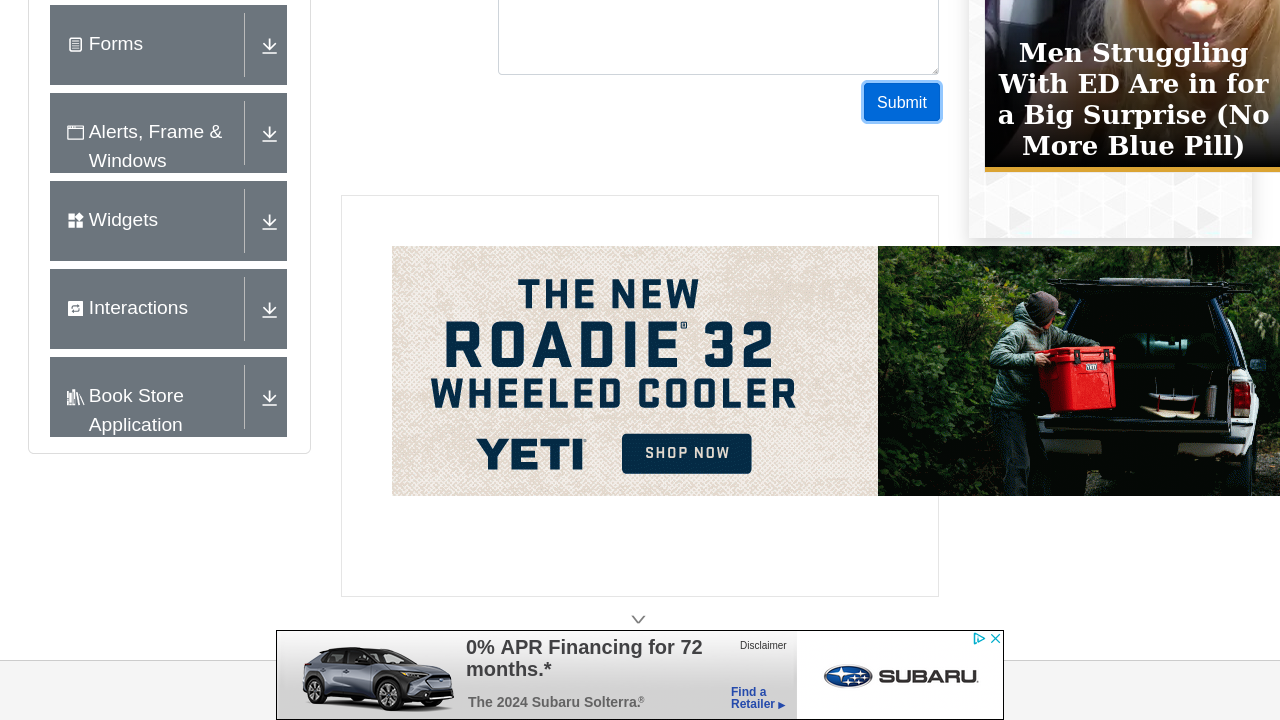 Forms
Alerts, Frame &
Windows
Widgets
Interactions
Book Store
Application
Submit
Men Struggling
With ED Are in for
a Big Surprise (No
More Blue Pill)
THE NEW
ROADIE® 32
WHEELED COOLER
YETI
SHOP NOW
YETI
0% APR Financing for 72
months.*
The 2024 Subaru Solterra.®
Disclaimer
Find a
Retailer ▶
SUBARU